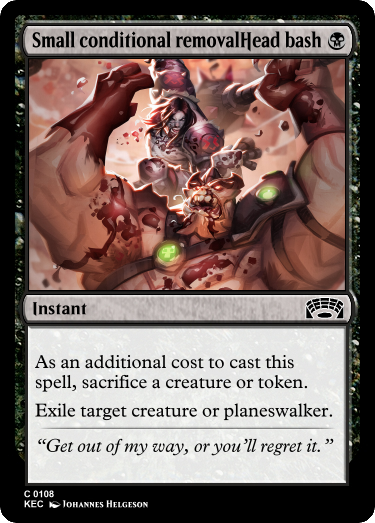 Small conditional removalHead bash
Instant
As an additional cost to cast this
spell, sacrifice a creature or token.
Exile target creature or planeswalker.
“Get out of my way, or you’ll regret it.”
C 0108
KEC Johannes Helgeson